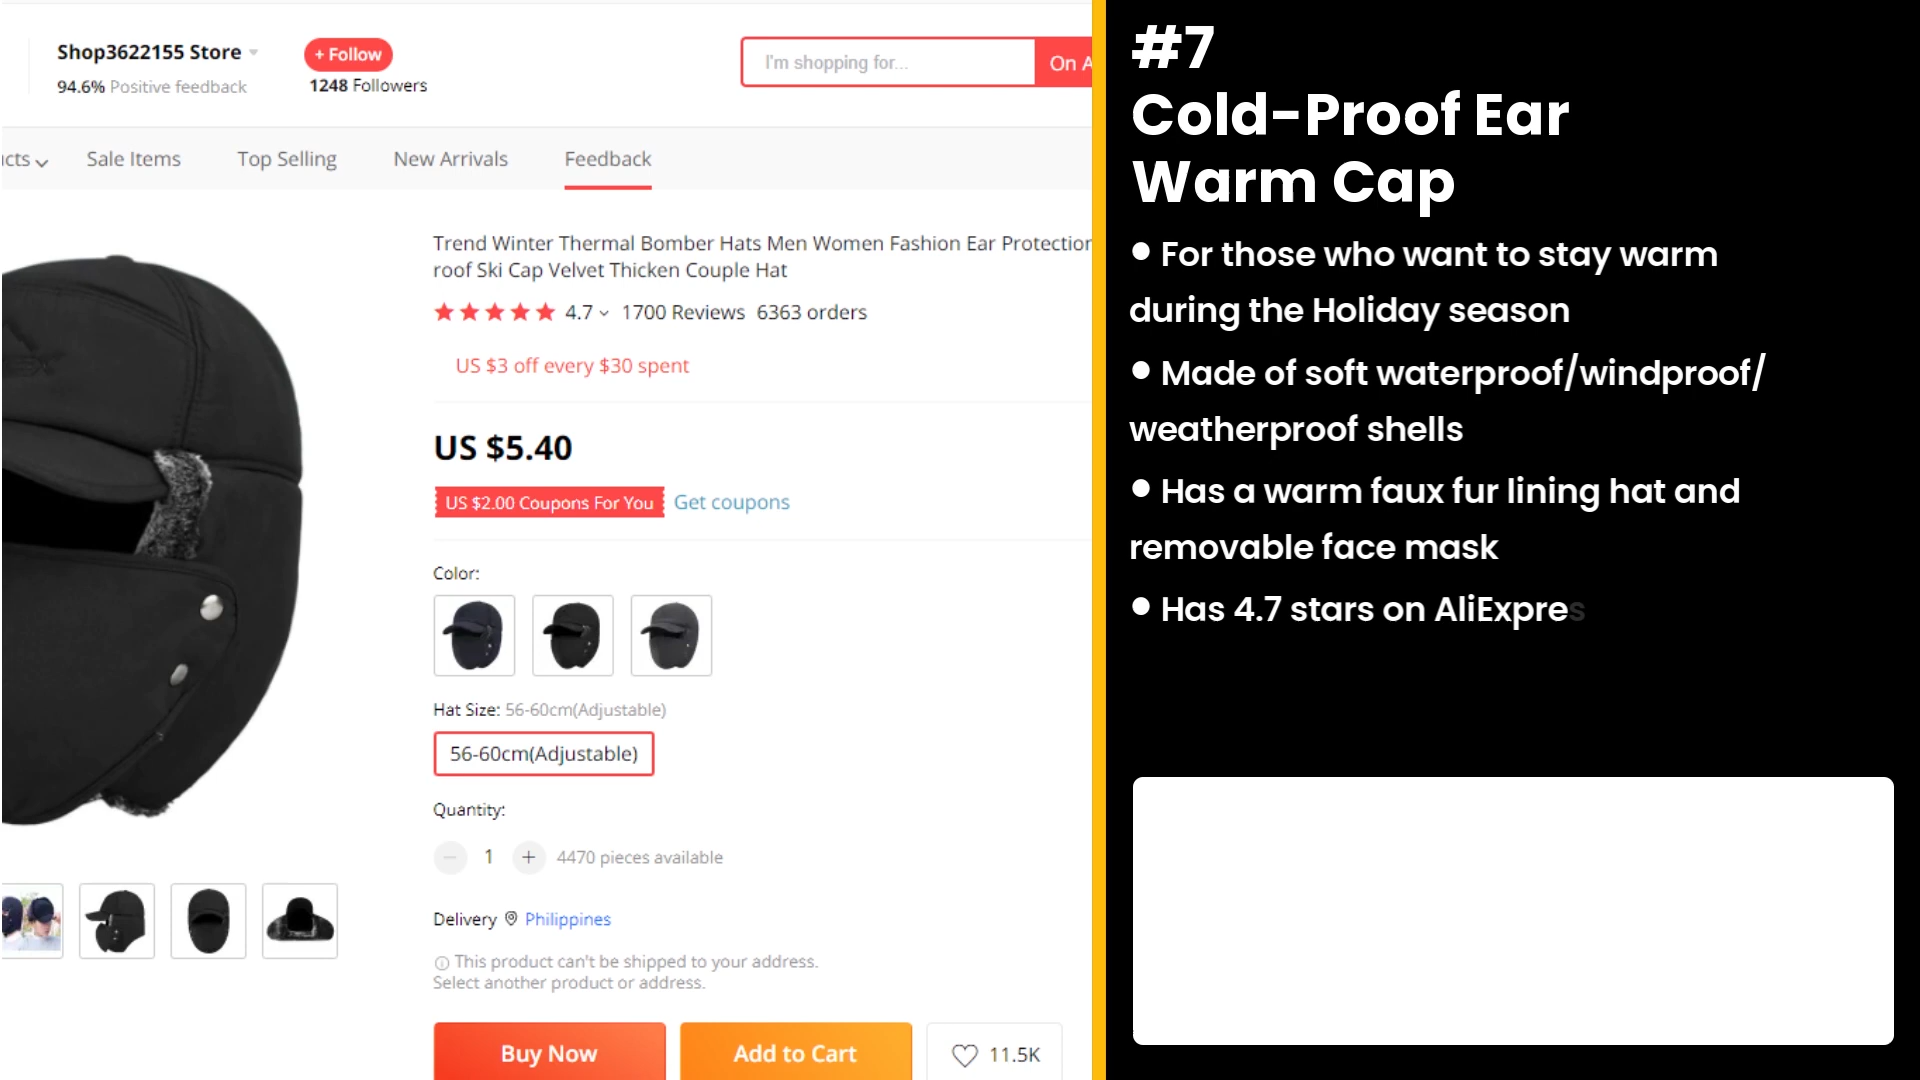 Shop3622155 Store
+ Follow
94.6% Positive feedback
1248 Followers
I'm shopping for...
On A
ucts
Sale Items
Top Selling
New Arrivals
Feedback
Trend Winter Thermal Bomber Hats Men Women Fashion Ear Protection
roof Ski Cap Velvet Thicken Couple Hat
4.7 1700 Reviews 6363 orders
US $3 off every $30 spent
US $5.40
US $2.00 Coupons For You Get coupons
Color:
Hat Size: 56-60cm(Adjustable)
56-60cm(Adjustable)
Quantity:
− 1 + 4470 pieces available
Delivery Philippines
This product can't be shipped to your address.
Select another product or address.
Buy Now
Add to Cart
11.5K
#7
Cold-Proof Ear
Warm Cap
• For those who want to stay warm
during the Holiday season
• Made of soft waterproof/windproof/
weatherproof shells
• Has a warm faux fur lining hat and
removable face mask
• Has 4.7 stars on AliExpres